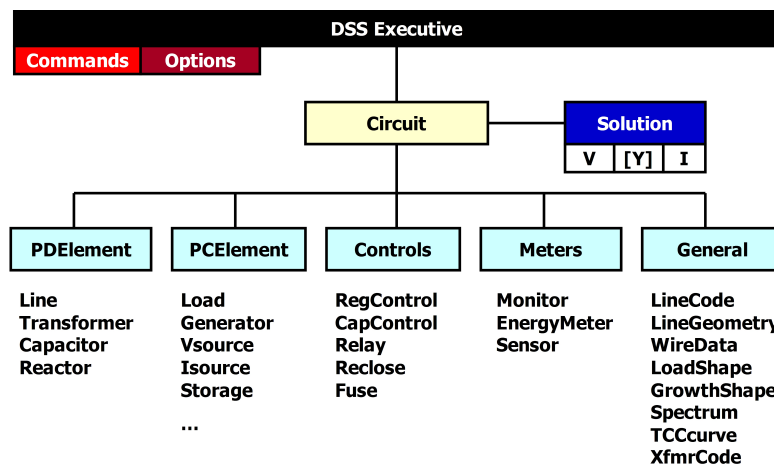 DSS Executive
Commands Options
Circuit
Solution
V [Y] I
PDElement PCElement Controls Meters General
Line
Transformer
Capacitor
Reactor
Load
Generator
Vsource
Isource
Storage
...
RegControl
CapControl
Relay
Reclose
Fuse
Monitor
EnergyMeter
Sensor
LineCode
LineGeometry
WireData
LoadShape
GrowthShape
Spectrum
TCCcurve
XfmrCode